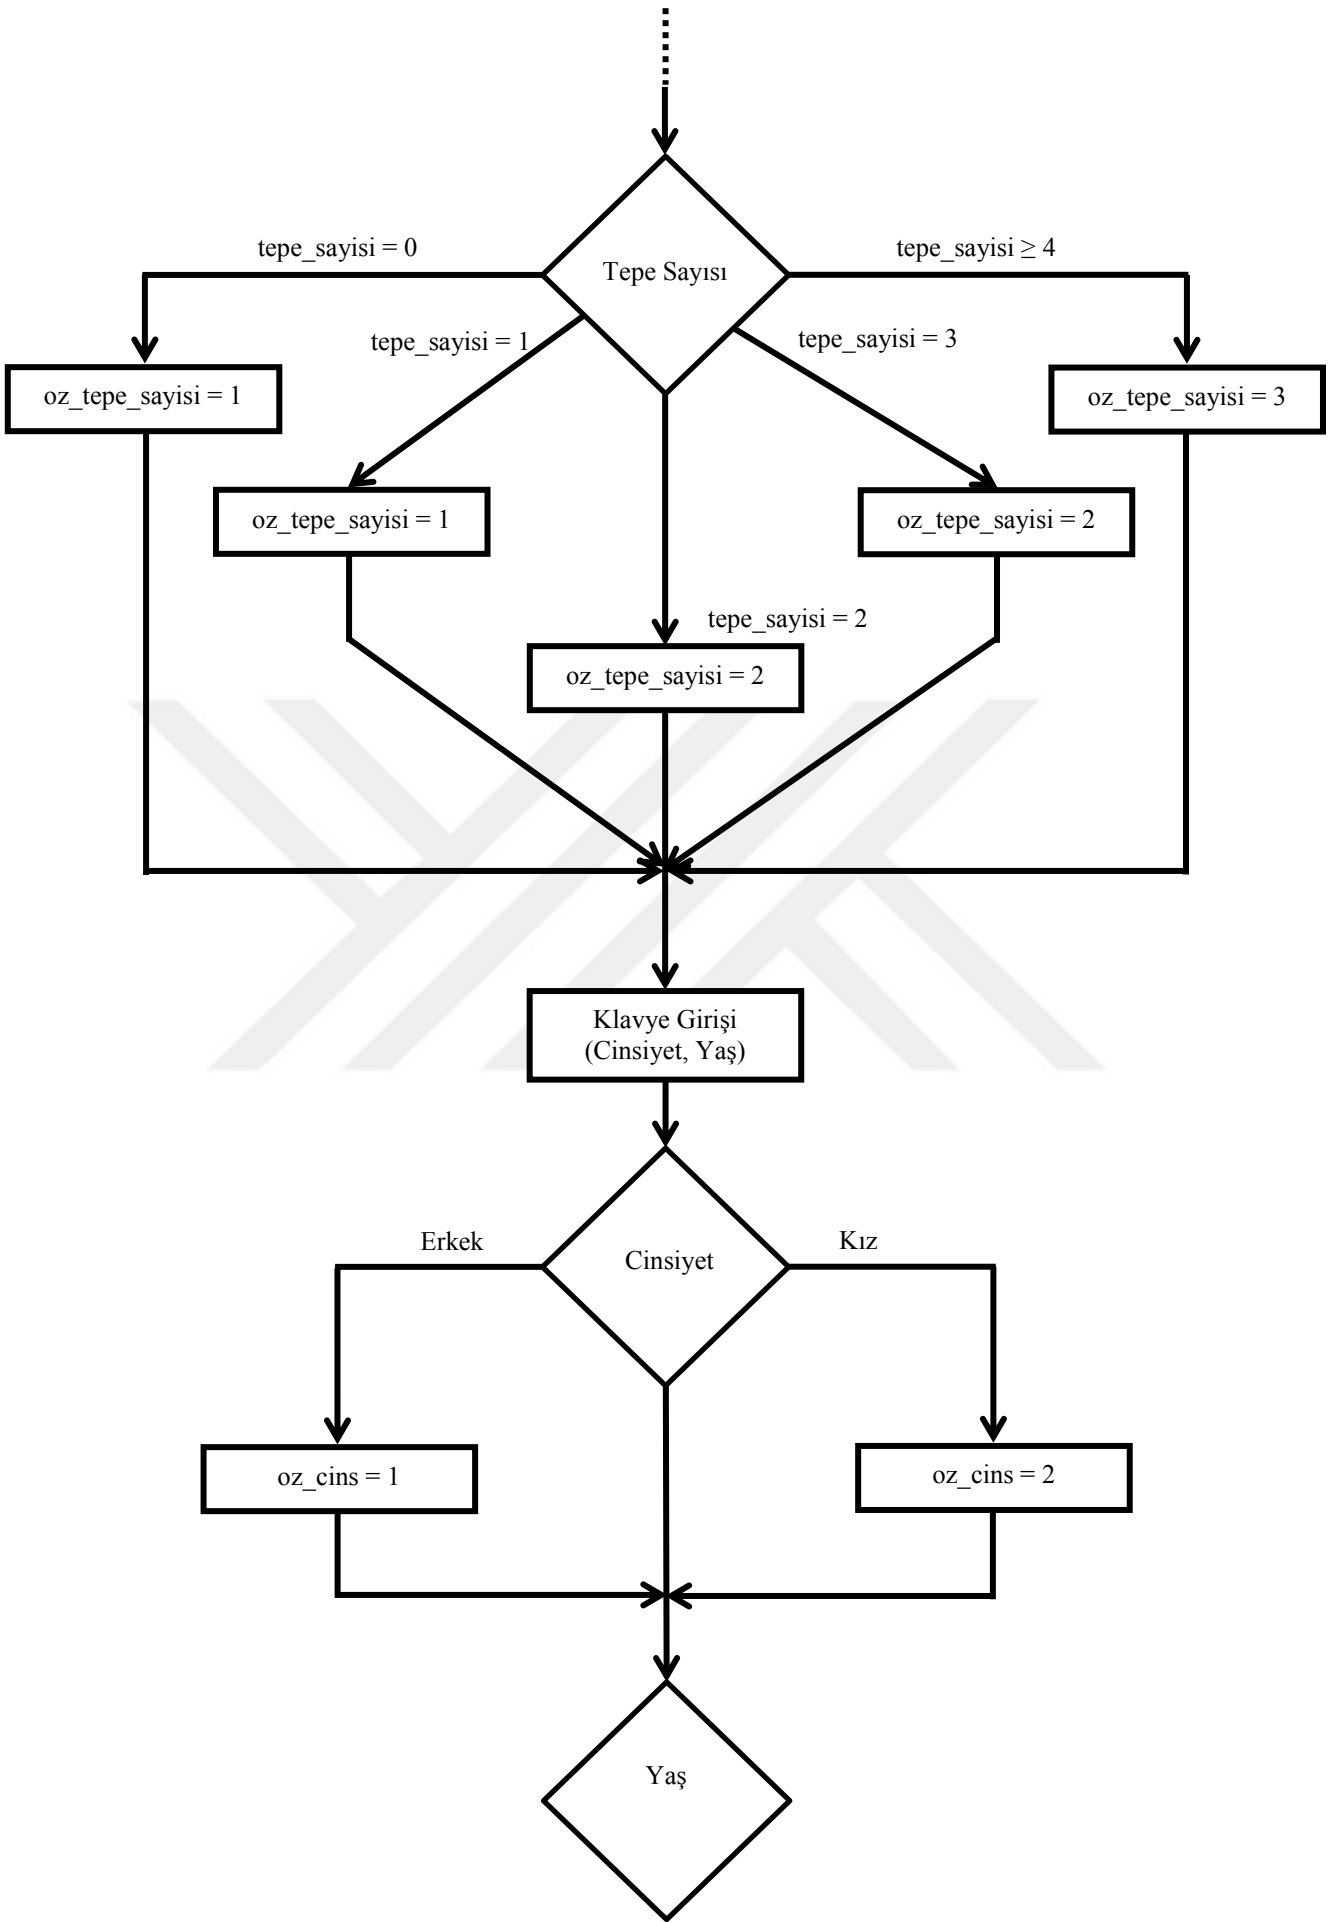 tepe_sayisi = 0
tepe_sayisi ≥ 4
Tepe Sayısı
tepe_sayisi = 1
tepe_sayisi = 3
oz_tepe_sayisi = 1
oz_tepe_sayisi = 3
oz_tepe_sayisi = 1
oz_tepe_sayisi = 2
tepe_sayisi = 2
oz_tepe_sayisi = 2
Klavye Girişi
(Cinsiyet, Yaş)
Erkek
Kız
Cinsiyet
oz_cins = 1
oz_cins = 2
Yaş